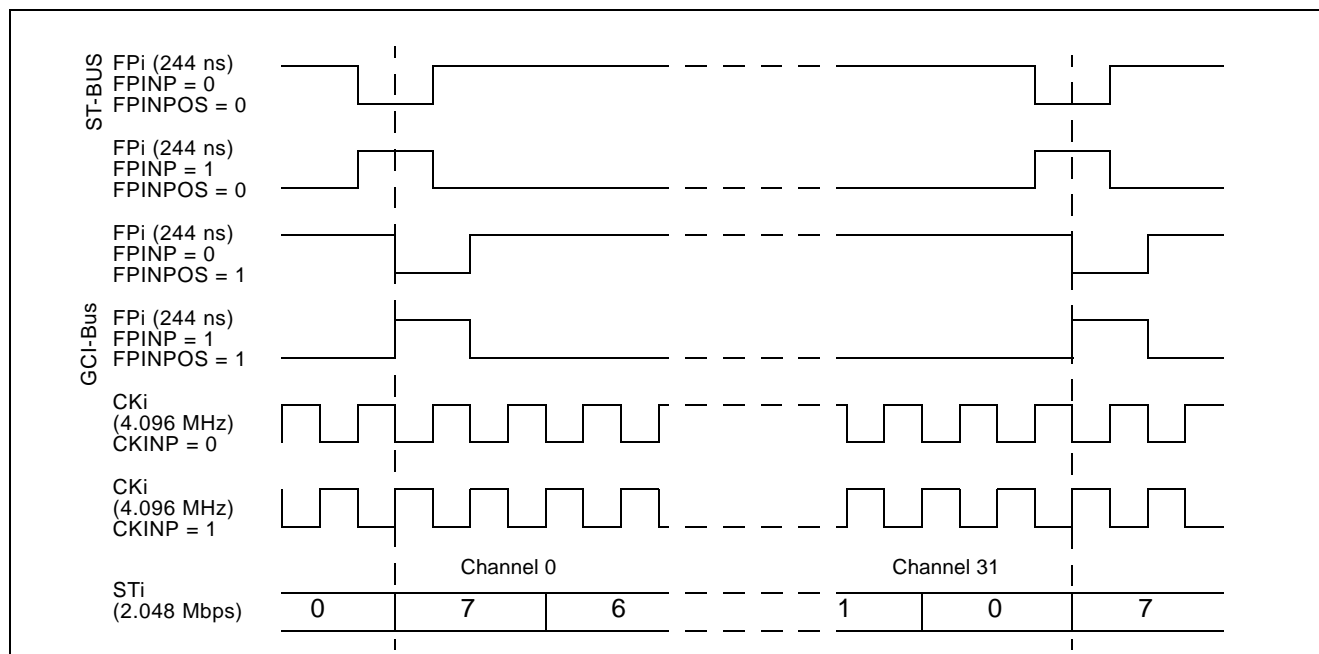 ST-BUS
FPi (244 ns)
FPINP = 0
FPINPOS = 0
FPi (244 ns)
FPINP = 1
FPINPOS = 0
GCI-Bus
FPi (244 ns)
FPINP = 0
FPINPOS = 1
FPi (244 ns)
FPINP = 1
FPINPOS = 1
CKi
(4.096 MHz)
CKINP = 0
CKi
(4.096 MHz)
CKINP = 1
Channel 0 Channel 31
STi
(2.048 Mbps)
0 7 6 1 0 7